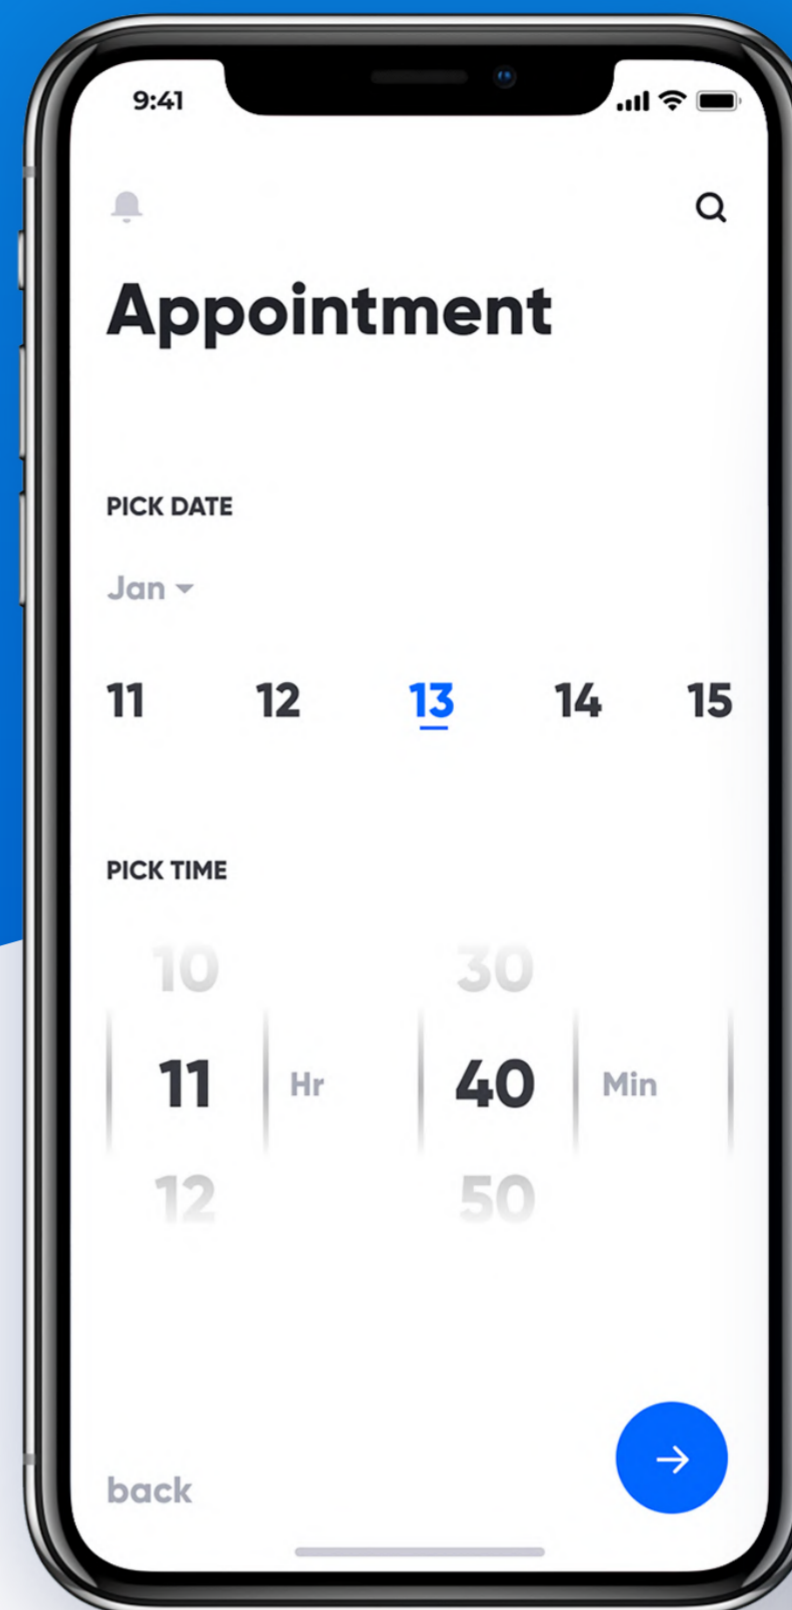 9:41
Appointment
PICK DATE
Jan
11 12 13 14 15
PICK TIME
10 30
11 Hr 40 Min
12 50
back